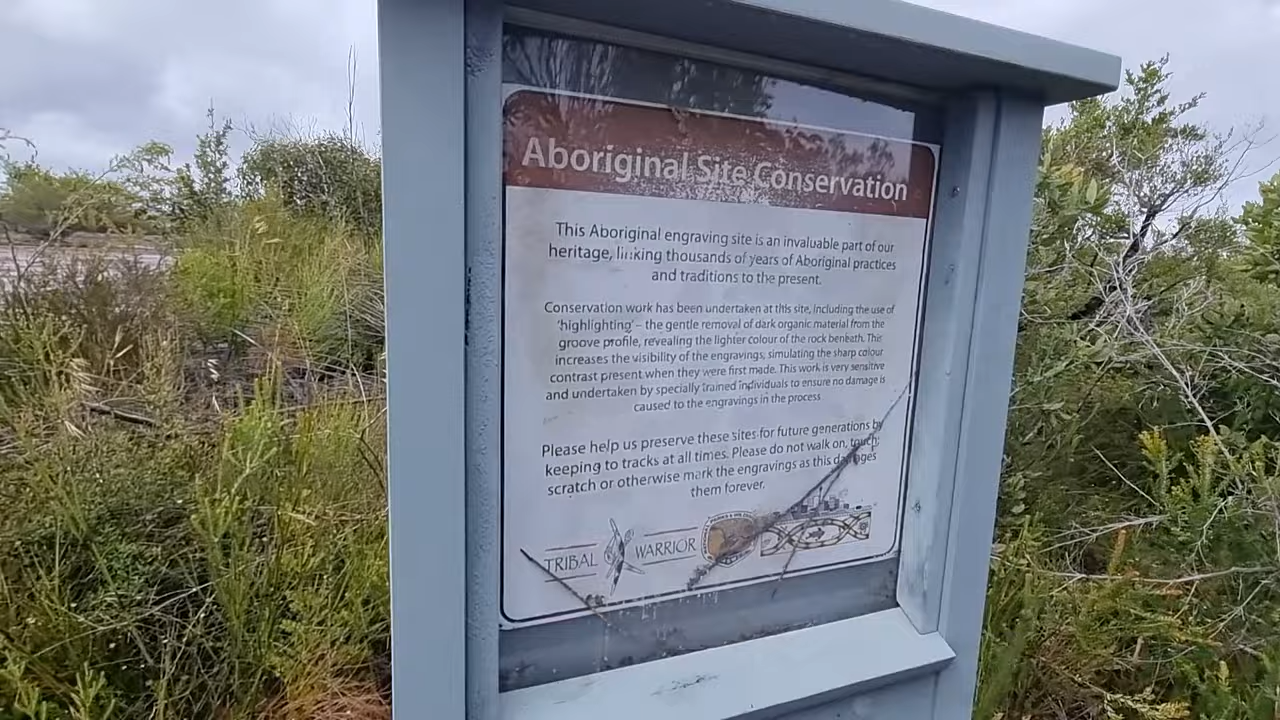 Aboriginal Site Conservation
This Aboriginal engraving site is an invaluable part of our
heritage, linking thousands of years of Aboriginal practices
and traditions to the present.
Conservation work has been undertaken at this site, including the use of
'highlighting' – the gentle removal of dark organic material from the
groove profile, revealing the lighter colour of the rock beneath. This
increases the visibility of the engravings, simulating the sharp colour
contrast present when they were first made. This work is very sensitive
and undertaken by specially trained individuals to ensure no damage is
caused to the engravings in the process
Please help us preserve these sites for future generations by
keeping to tracks at all times. Please do not walk on, touch,
scratch or otherwise mark the engravings as this damages
them forever.
TRIBAL WARRIOR